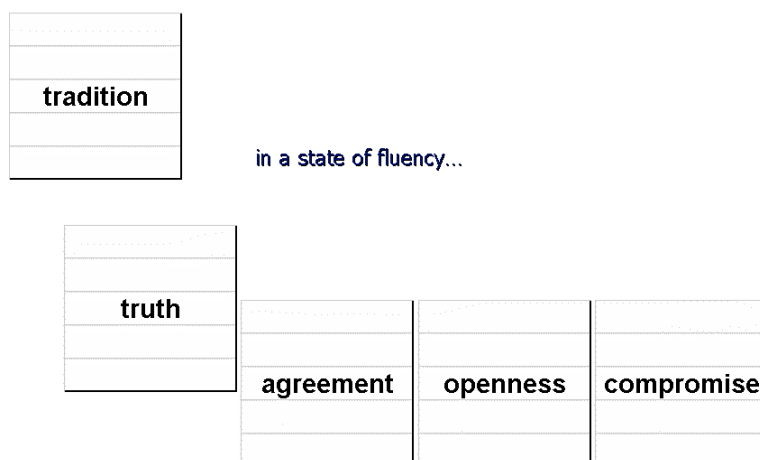 tradition
in a state of fluency...
truth
agreement openness compromise